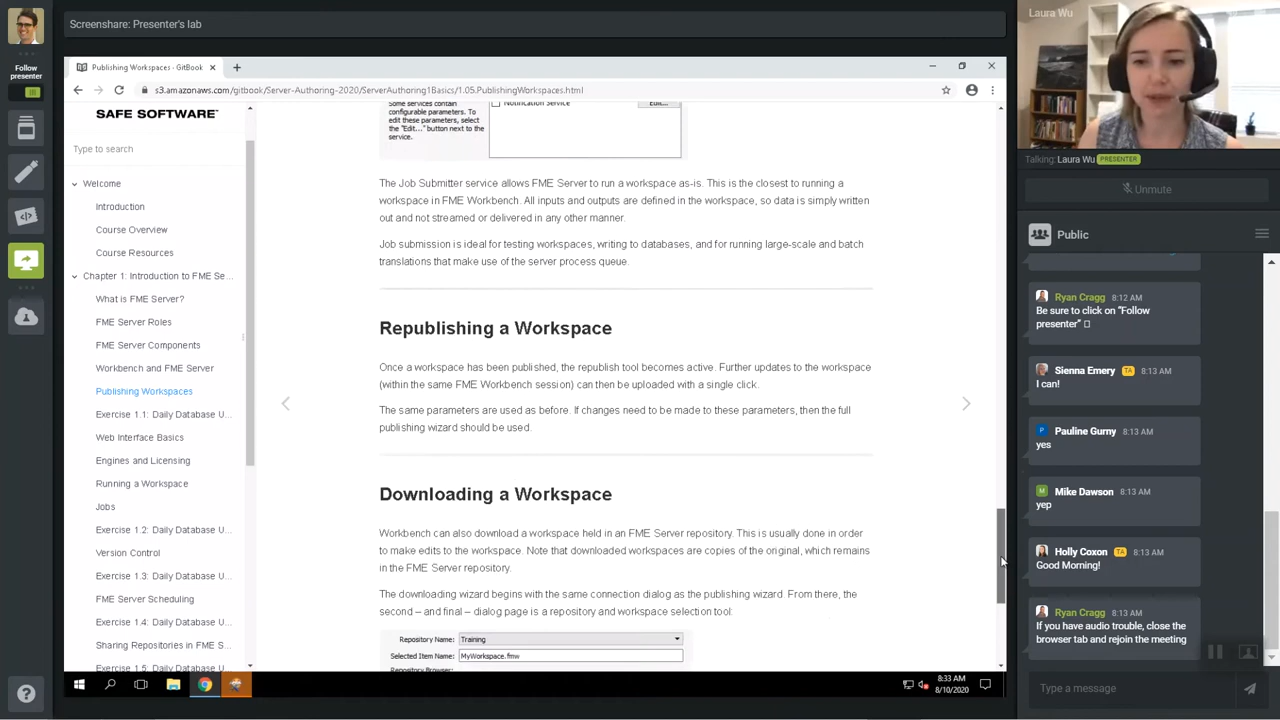 Screenshare: Presenter's lab
Follow
presenter
Publishing Workspaces · GitBook
s3.amazonaws.com/gitbook/Server-Authoring-2020/ServerAuthoring1Basics/1.05.PublishingWorkspaces.html
SAFE SOFTWARE™
Type to search
Welcome
Introduction
Course Overview
Course Resources
Chapter 1: Introduction to FME Se...
What is FME Server?
FME Server Roles
FME Server Components
Workbench and FME Server
Publishing Workspaces
Exercise 1.1: Daily Database U...
Web Interface Basics
Engines and Licensing
Running a Workspace
Jobs
Exercise 1.2: Daily Database U...
Version Control
Exercise 1.3: Daily Database U...
FME Server Scheduling
Exercise 1.4: Daily Database U...
Sharing Repositories in FME S...
Exercise 1.5: Daily Database U...
Some services contain
configurable parameters. To
edit these parameters, select
the "Edit..." button next to the
service.
Notification Service
Edit...
The Job Submitter service allows FME Server to run a workspace as-is. This is the closest to running a
workspace in FME Workbench. All inputs and outputs are defined in the workspace, so data is simply written
out and not streamed or delivered in any other manner.
Job submission is ideal for testing workspaces, writing to databases, and for running large-scale and batch
translations that make use of the server process queue.
Republishing a Workspace
Once a workspace has been published, the republish tool becomes active. Further updates to the workspace
(within the same FME Workbench session) can then be uploaded with a single click.
The same parameters are used as before. If changes need to be made to these parameters, then the full
publishing wizard should be used.
Downloading a Workspace
Workbench can also download a workspace held in an FME Server repository. This is usually done in order
to make edits to the workspace. Note that downloaded workspaces are copies of the original, which remains
in the FME Server repository.
The downloading wizard begins with the same connection dialog as the publishing wizard. From there, the
second – and final – dialog page is a repository and workspace selection tool:
Repository Name: Training
Selected Item Name: MyWorkspace.fmw
Repository Browser:
8:33 AM
8/10/2020
Laura Wu
Talking: Laura Wu PRESENTER
Unmute
Public
Ryan Cragg 8:12 AM
Be sure to click on "Follow
presenter"
Sienna Emery TA 8:13 AM
I can!
P
Pauline Gurny 8:13 AM
yes
M
Mike Dawson 8:13 AM
yep
Holly Coxon TA 8:13 AM
Good Morning!
Ryan Cragg 8:13 AM
If you have audio trouble, close the
browser tab and rejoin the meeting
Type a message